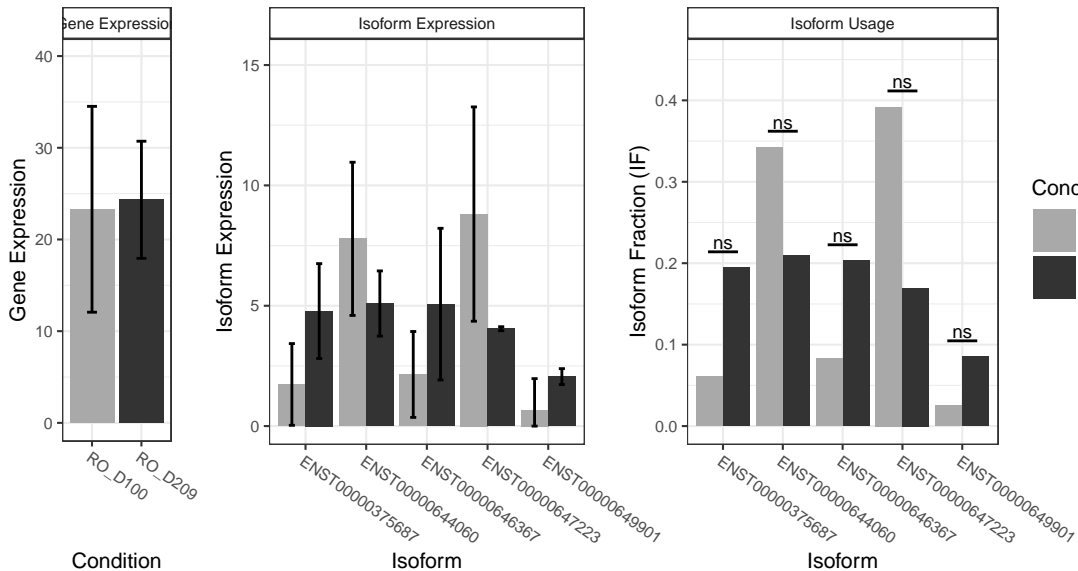 Gene Expression
Isoform Expression
Isoform Usage
Gene Expression
40
30
20
10
0
RO_D100
RO_D209
Condition
Isoform Expression
15
10
5
0
ENST00000375687
ENST00000644060
ENST00000646367
ENST00000647223
ENST00000649901
Isoform
Isoform Fraction (IF)
0.4
0.3
0.2
0.1
0.0
ns
ns
ns
ns
ns
ENST00000375687
ENST00000644060
ENST00000646367
ENST00000647223
ENST00000649901
Isoform
Cond